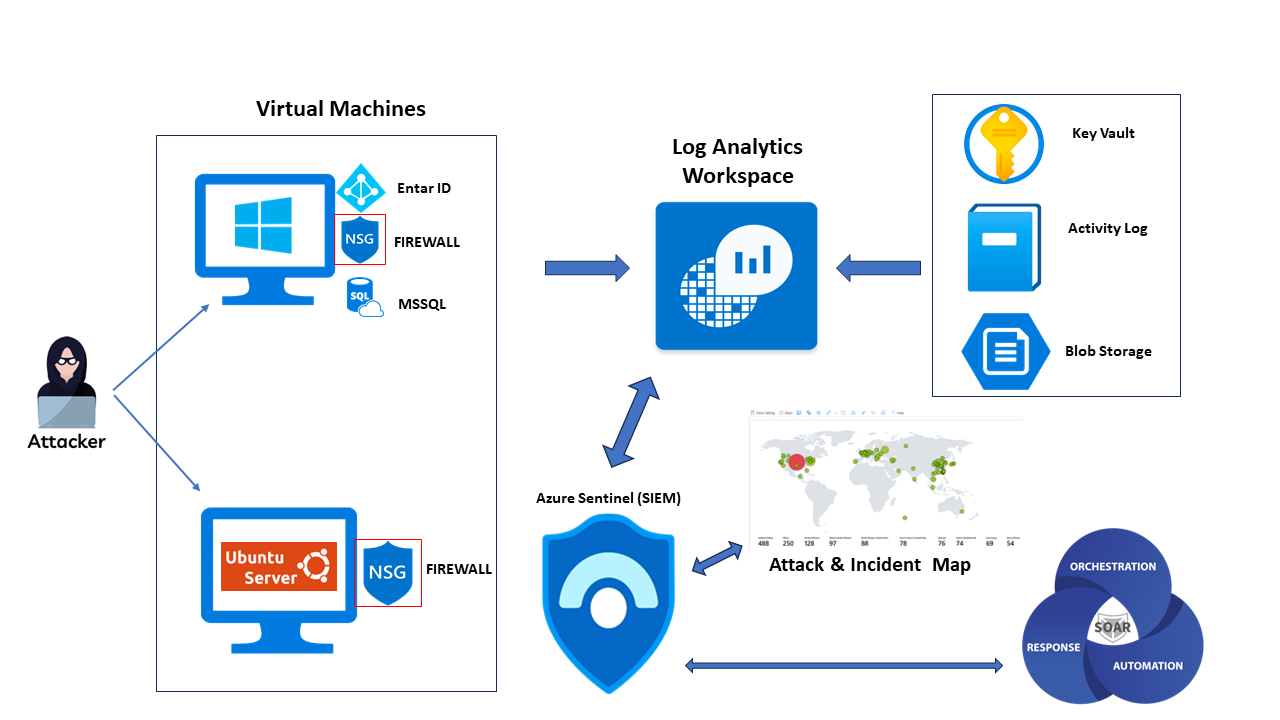 Virtual Machines
Entar ID
NSG
FIREWALL
SQL
MSSQL
Attacker
Ubuntu
Server
NSG
FIREWALL
Log Analytics
Workspace
Key Vault
Activity Log
Blob Storage
Azure Sentinel (SIEM)
Open
Help
488 250 128 97 88 78 76 74 69 54
Attack & Incident Map
ORCHESTRATION
SOAR
RESPONSE
AUTOMATION